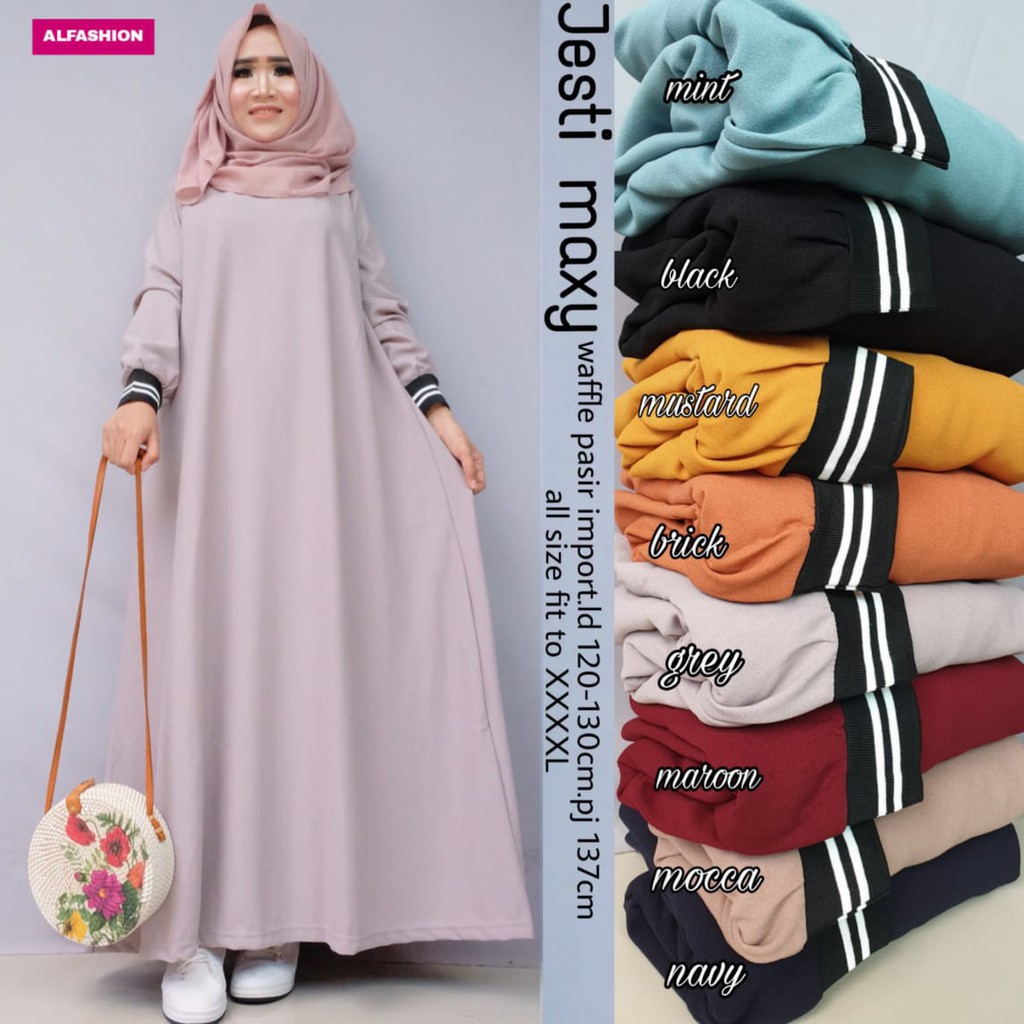 ALFASHION
Jesti maxy waffle pasir import.ld 120-130cm.pj 137cm
all size fit to XXXXL
mint
black
mustard
brick
grey
maroon
mocca
navy